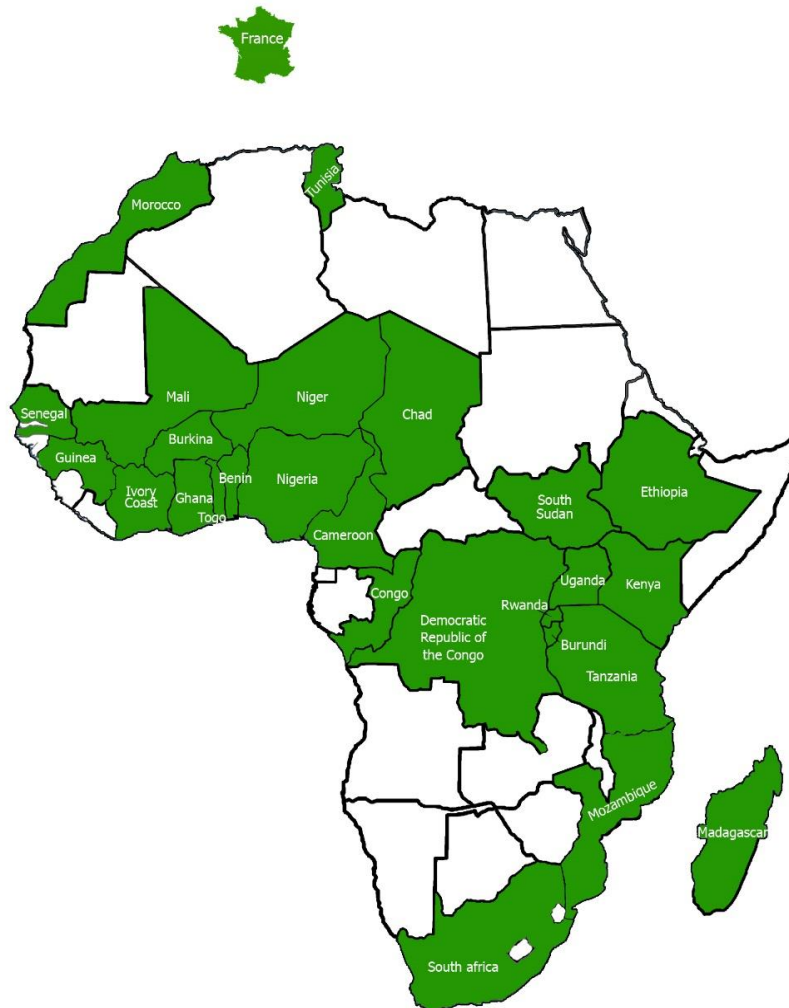 France
Tunisia
Morocco
Mali
Niger
Chad
Senegal
Burkina
Guinea
Benin
Nigeria
Ivory
Coast
Ghana
Togo
South
Sudan
Ethiopia
Cameroon
Uganda
Kenya
Congo
Rwanda
Democratic
Republic of
the Congo
Burundi
Tanzania
Mozambique
Madagascar
South africa